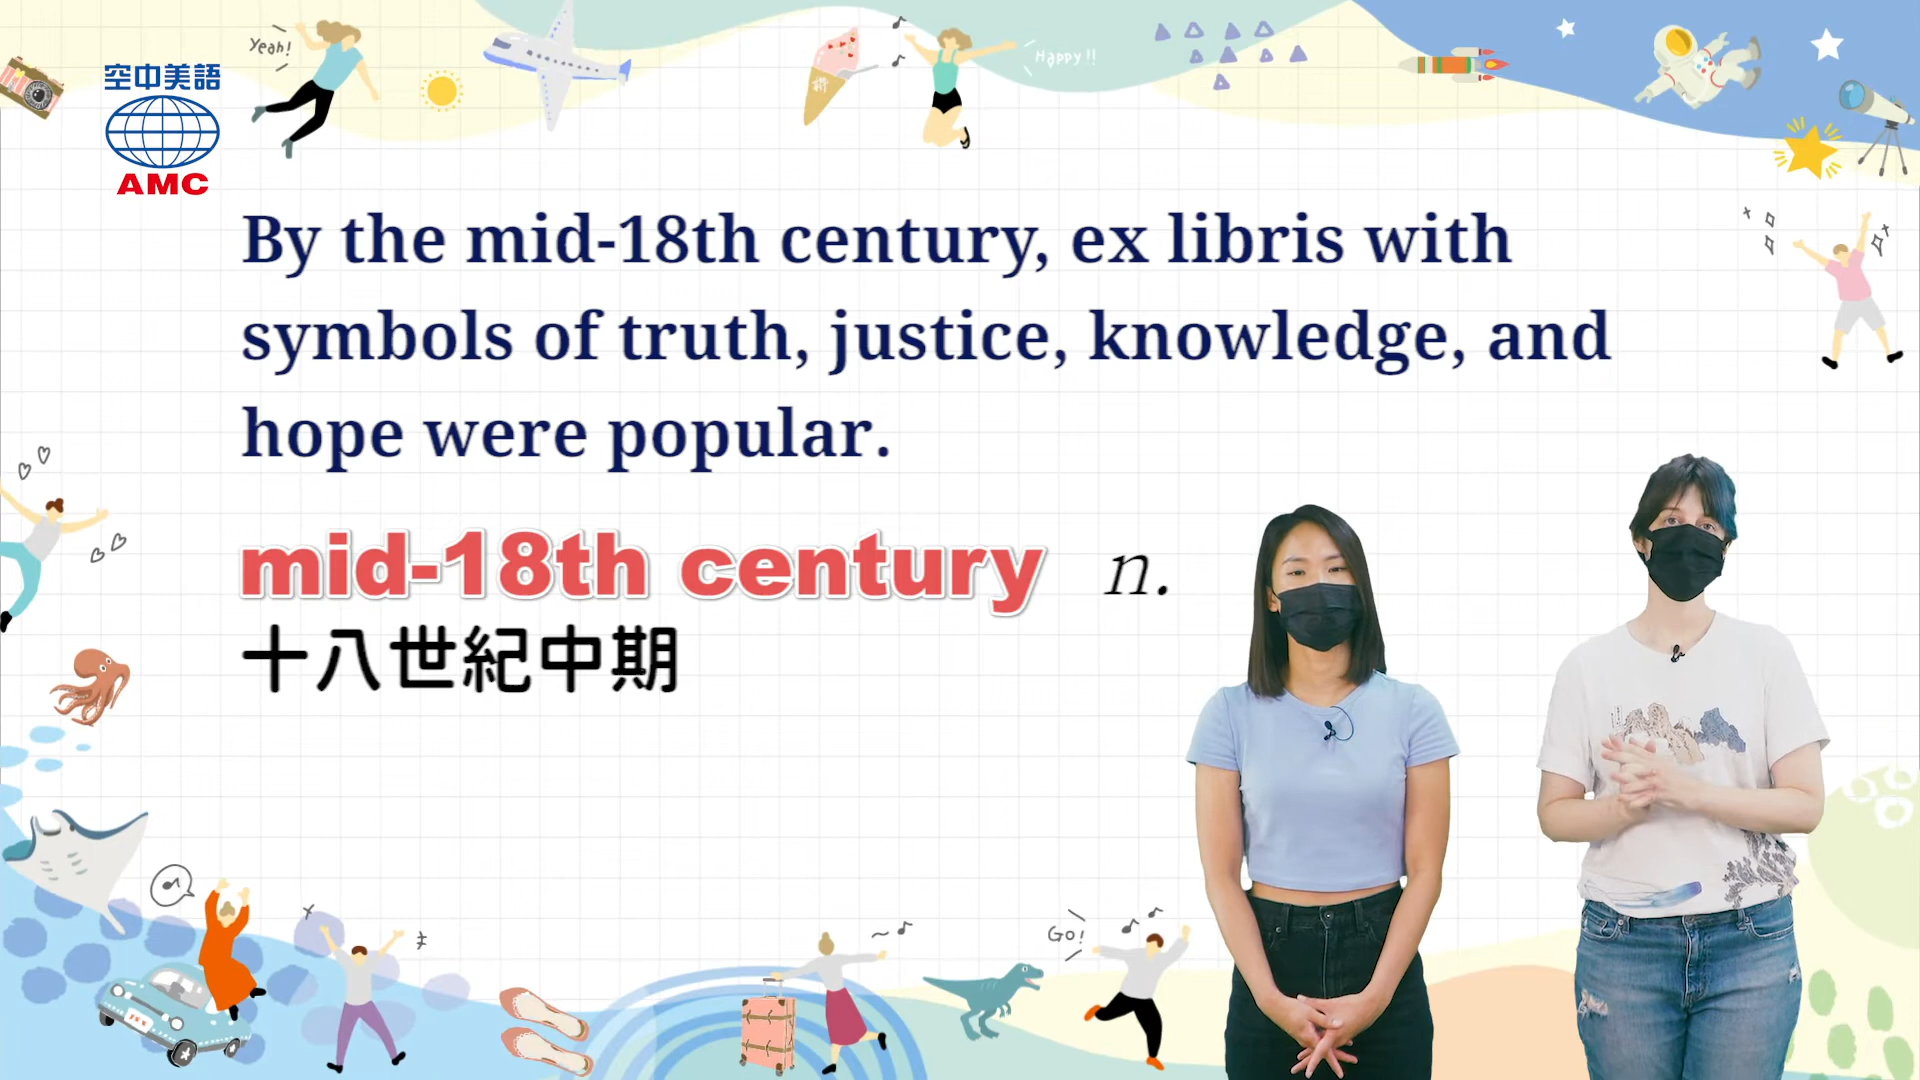 Yeah!
Happy!!
空中美語
AMC
By the mid-18th century, ex libris with
symbols of truth, justice, knowledge, and
hope were popular.
mid-18th century n.
十八世紀中期
Go!